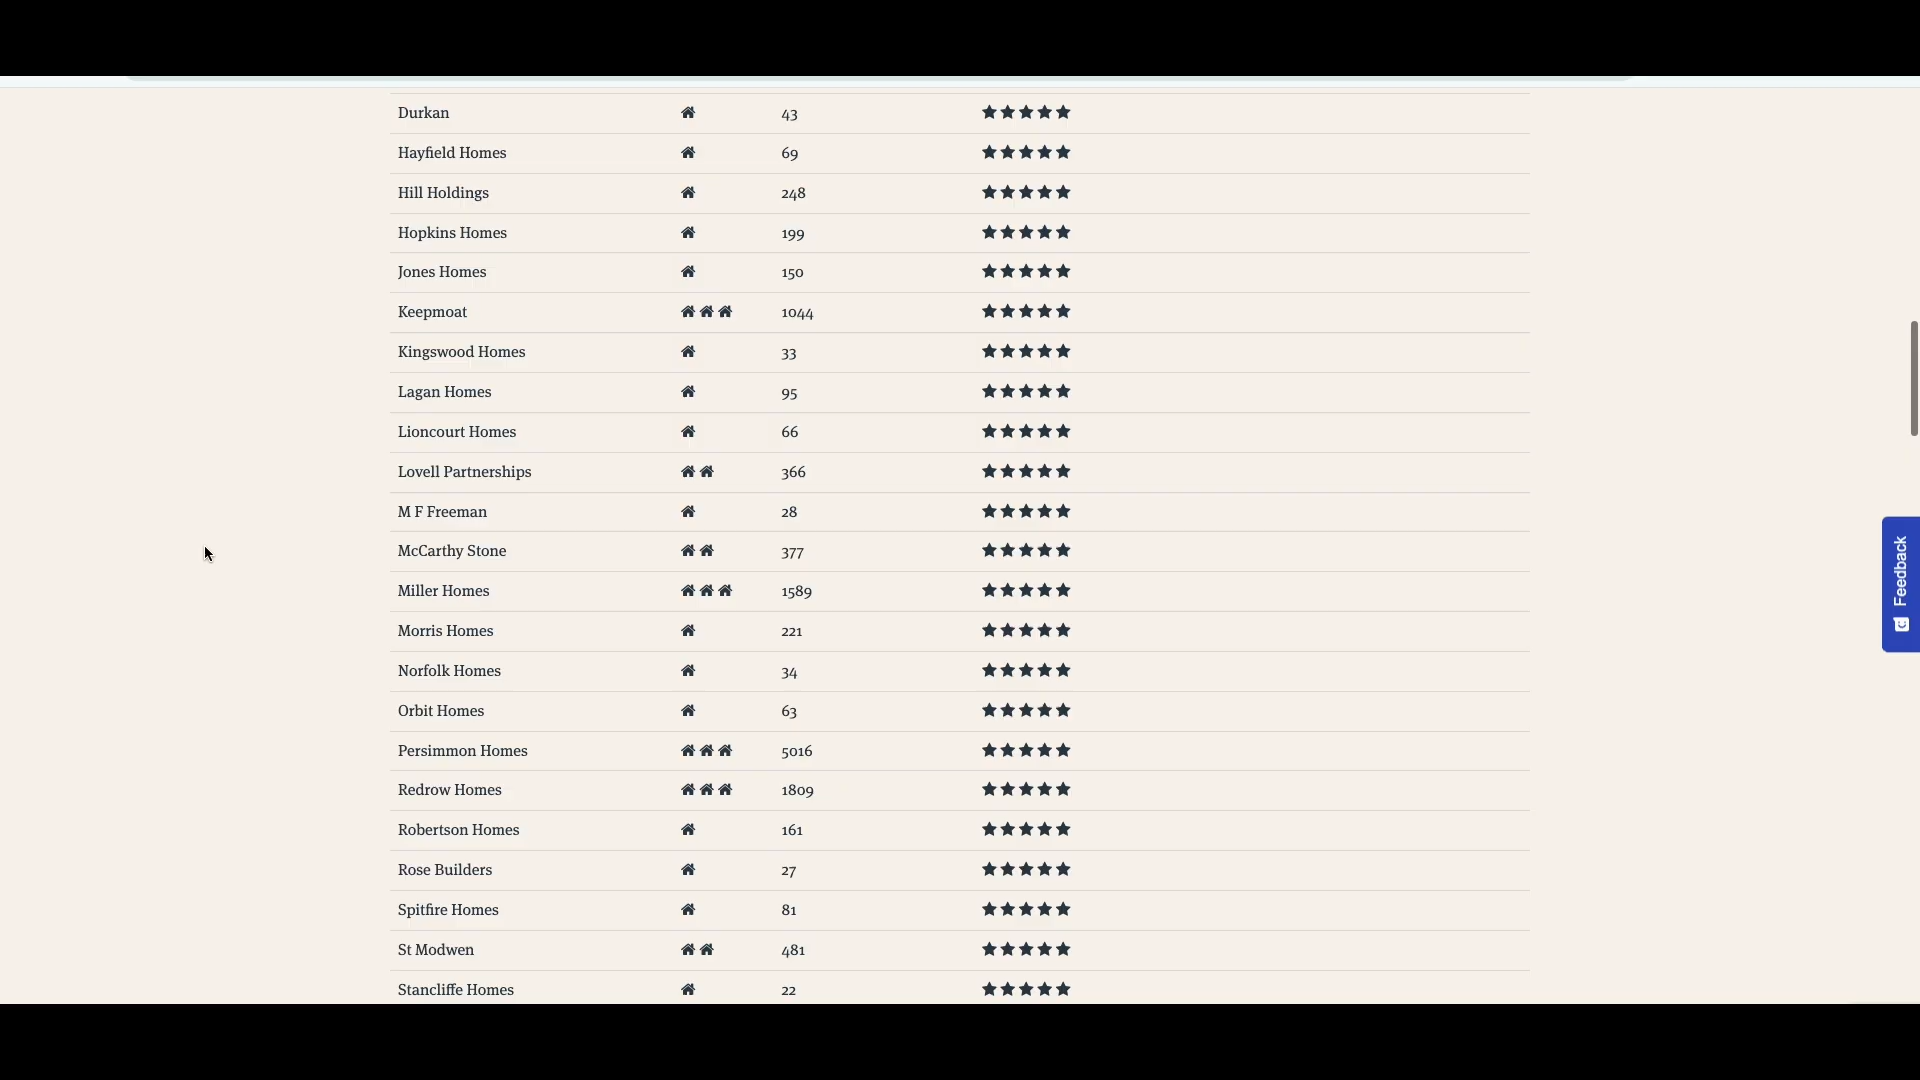 Durkan 43
Hayfield Homes 69
Hill Holdings 248
Hopkins Homes 199
Jones Homes 150
Keepmoat 1044
Kingswood Homes 33
Lagan Homes 95
Lioncourt Homes 66
Lovell Partnerships 366
M F Freeman 28
McCarthy Stone 377
Miller Homes 1589
Morris Homes 221
Norfolk Homes 34
Orbit Homes 63
Persimmon Homes 5016
Redrow Homes 1809
Robertson Homes 161
Rose Builders 27
Spitfire Homes 81
St Modwen 481
Stancliffe Homes 22
Feedback